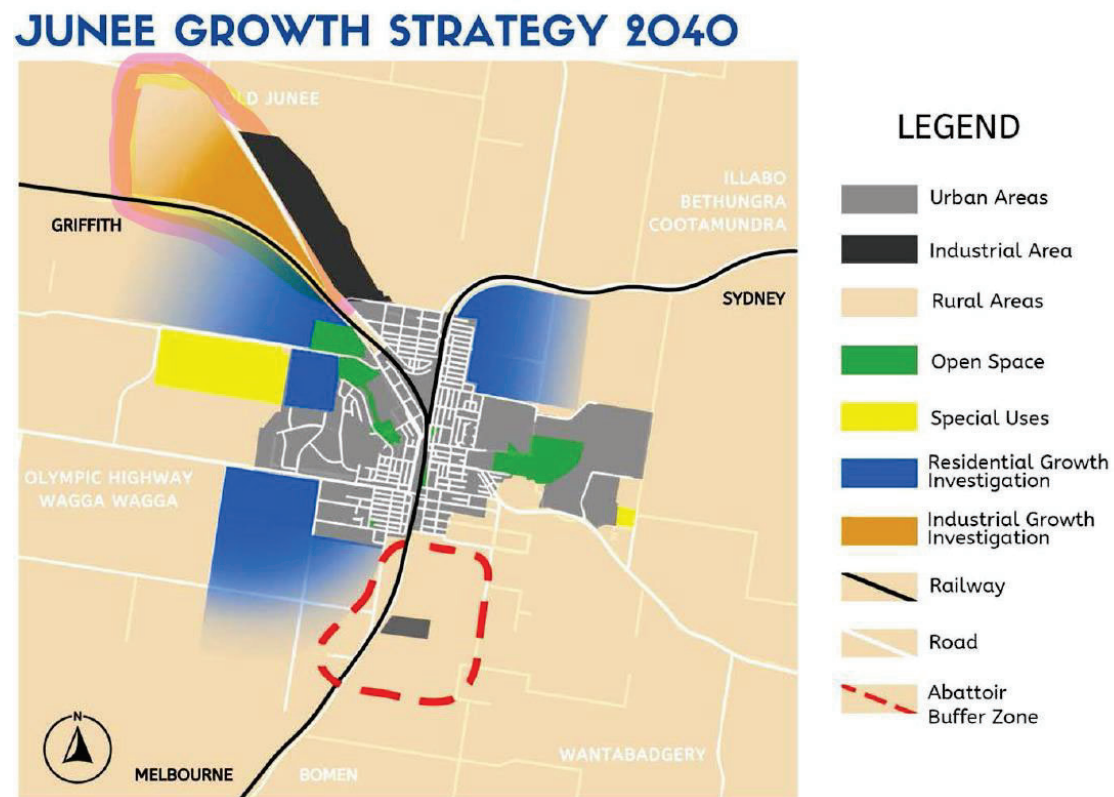 JUNEE GROWTH STRATEGY 2040
OLD JUNEE
ILLABO
BETHUNGRA
COOTAMUNDRA
GRIFFITH
SYDNEY
OLYMPIC HIGHWAY
WAGGA WAGGA
WANTABADGERY
N
MELBOURNE
BOMEN
LEGEND
Urban Areas
Industrial Area
Rural Areas
Open Space
Special Uses
Residential Growth
Investigation
Industrial Growth
Investigation
Railway
Road
Abattoir
Buffer Zone